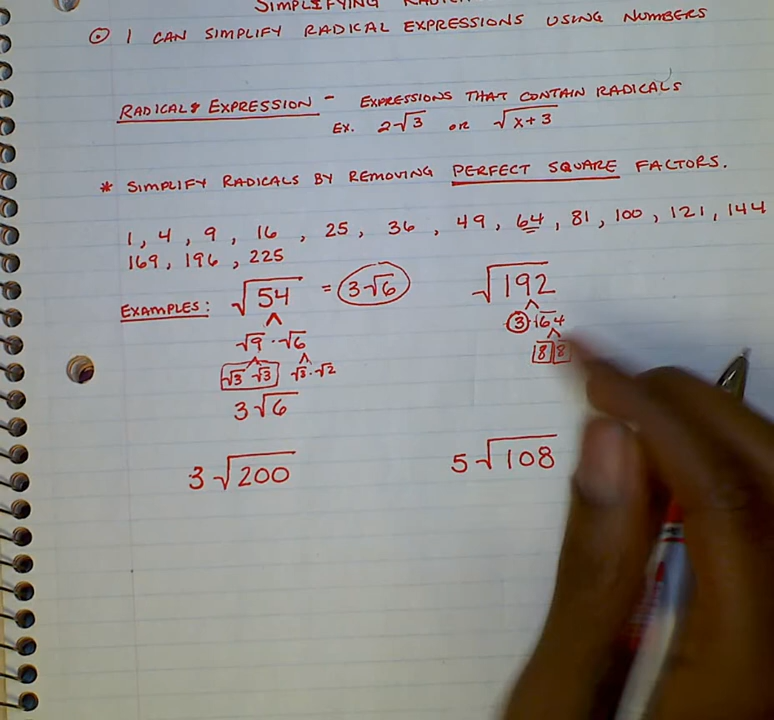 SIMPLIFYING
⊙ I CAN SIMPLIFY RADICAL EXPRESSIONS USING NUMBERS
RADICAL EXPRESSION - EXPRESSIONS THAT CONTAIN RADICALS
EX. 2√3 OR √x+3
* SIMPLIFY RADICALS BY REMOVING PERFECT SQUARE FACTORS.
1, 4, 9, 16, 25, 36, 49, 64, 81, 100, 121, 144
169, 196, 225
EXAMPLES: √54 = 3√6 √192
√9 · √6 3 · 64
√3 √3 √3 · √2 8 8
3√6
3√200 5√108